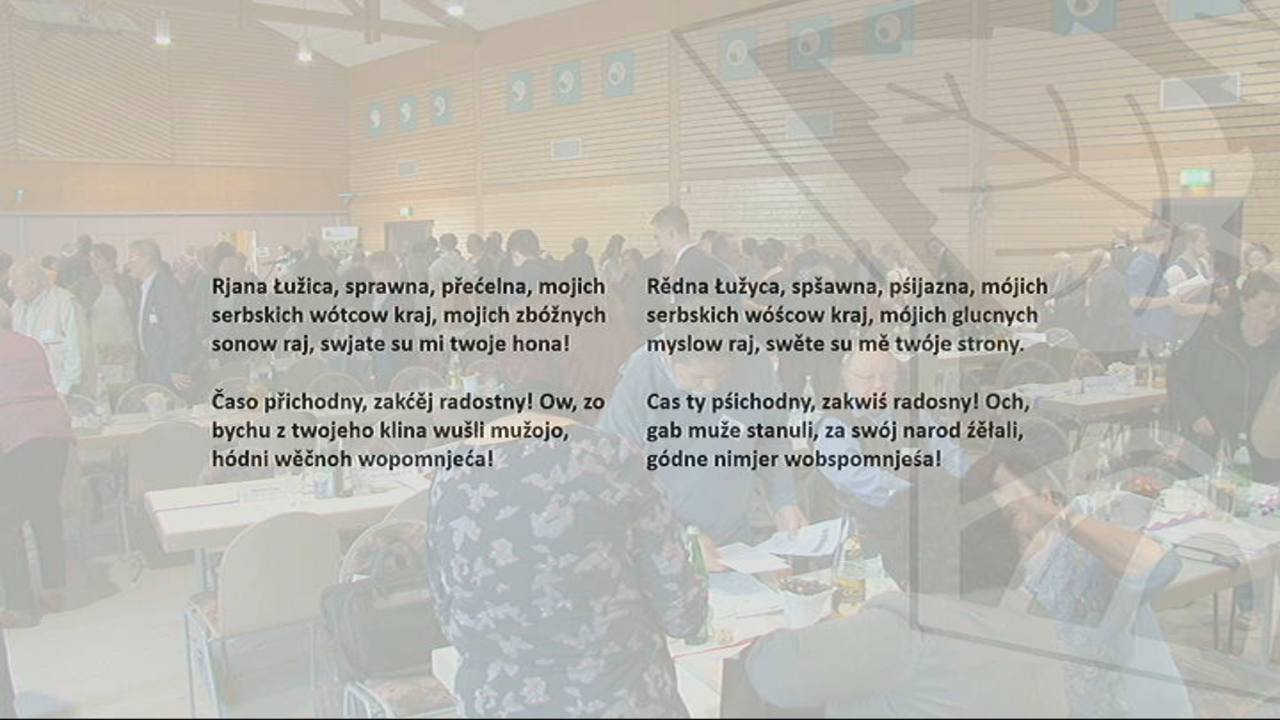 Rjana Łužica, sprawna, přećelna, mojich
serbskich wótcow kraj, mojich zbóžnych
sonow raj, swjate su mi twoje hona!
Časo přichodny, zakćěj radostny! Ow, zo
bychu z twojeho klina wušli mužojo,
hódni wěčnoh wopomnjeća!
Rědna Łužyca, spšawna, pśijazna, mójich
serbskich wóścow kraj, mójich glucnych
myslow raj, swěte su mě twóje strony.
Cas ty pśichodny, zakwiś radosny! Och,
gab muže stanuli, za swój narod źěłali,
gódne nimjer wobspomnjeśa!